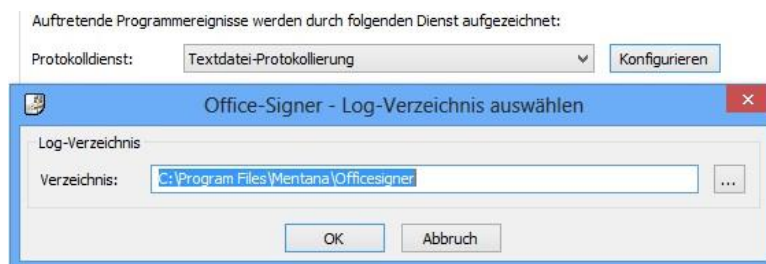 Auftretende Programmereignisse werden durch folgenden Dienst aufgezeichnet:
Protokolldienst: Textdatei-Protokollierung Konfigurieren
Office-Signer - Log-Verzeichnis auswählen
Log-Verzeichnis
Verzeichnis: C:\Program Files\Mentana\Officesigner ...
OK Abbruch